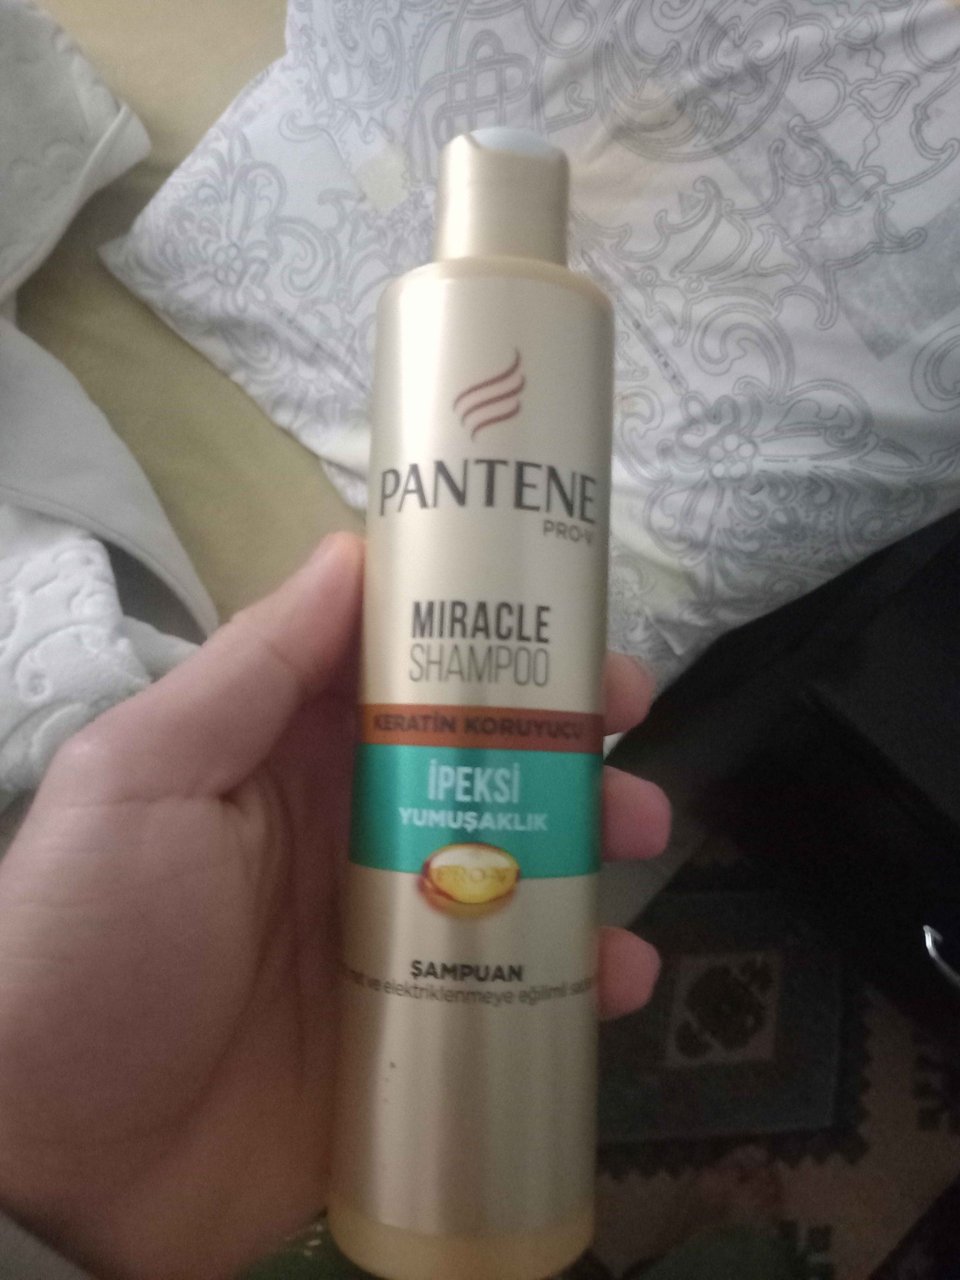 PANTENE
PRO-V
MIRACLE
SHAMPOO
KERATİN KORUYUCU
İPEKSİ
YUMUŞAKLIK
PRO-V
ŞAMPUAN
ve elektriklenmeye eğilimli